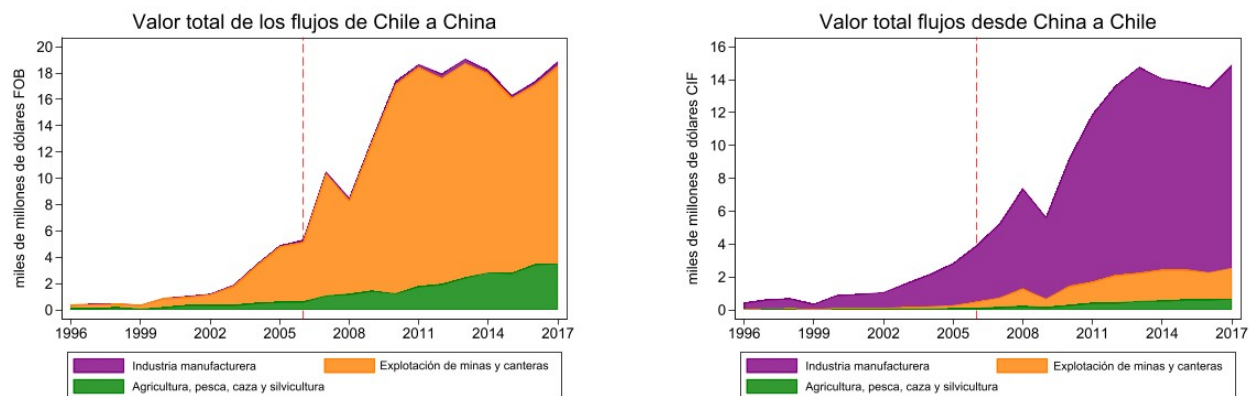 Valor total de los flujos de Chile a China
miles de millones de dólares FOB
20
18
16
14
12
10
8
6
4
2
0
1996 1999 2002 2005 2008 2011 2014 2017
Industria manufacturera Explotación de minas y canteras
Agricultura, pesca, caza y silvicultura
Valor total flujos desde China a Chile
miles de millones de dólares CIF
16
14
12
10
8
6
4
2
0
1996 1999 2002 2005 2008 2011 2014 2017
Industria manufacturera Explotación de minas y canteras
Agricultura, pesca, caza y silvicultura